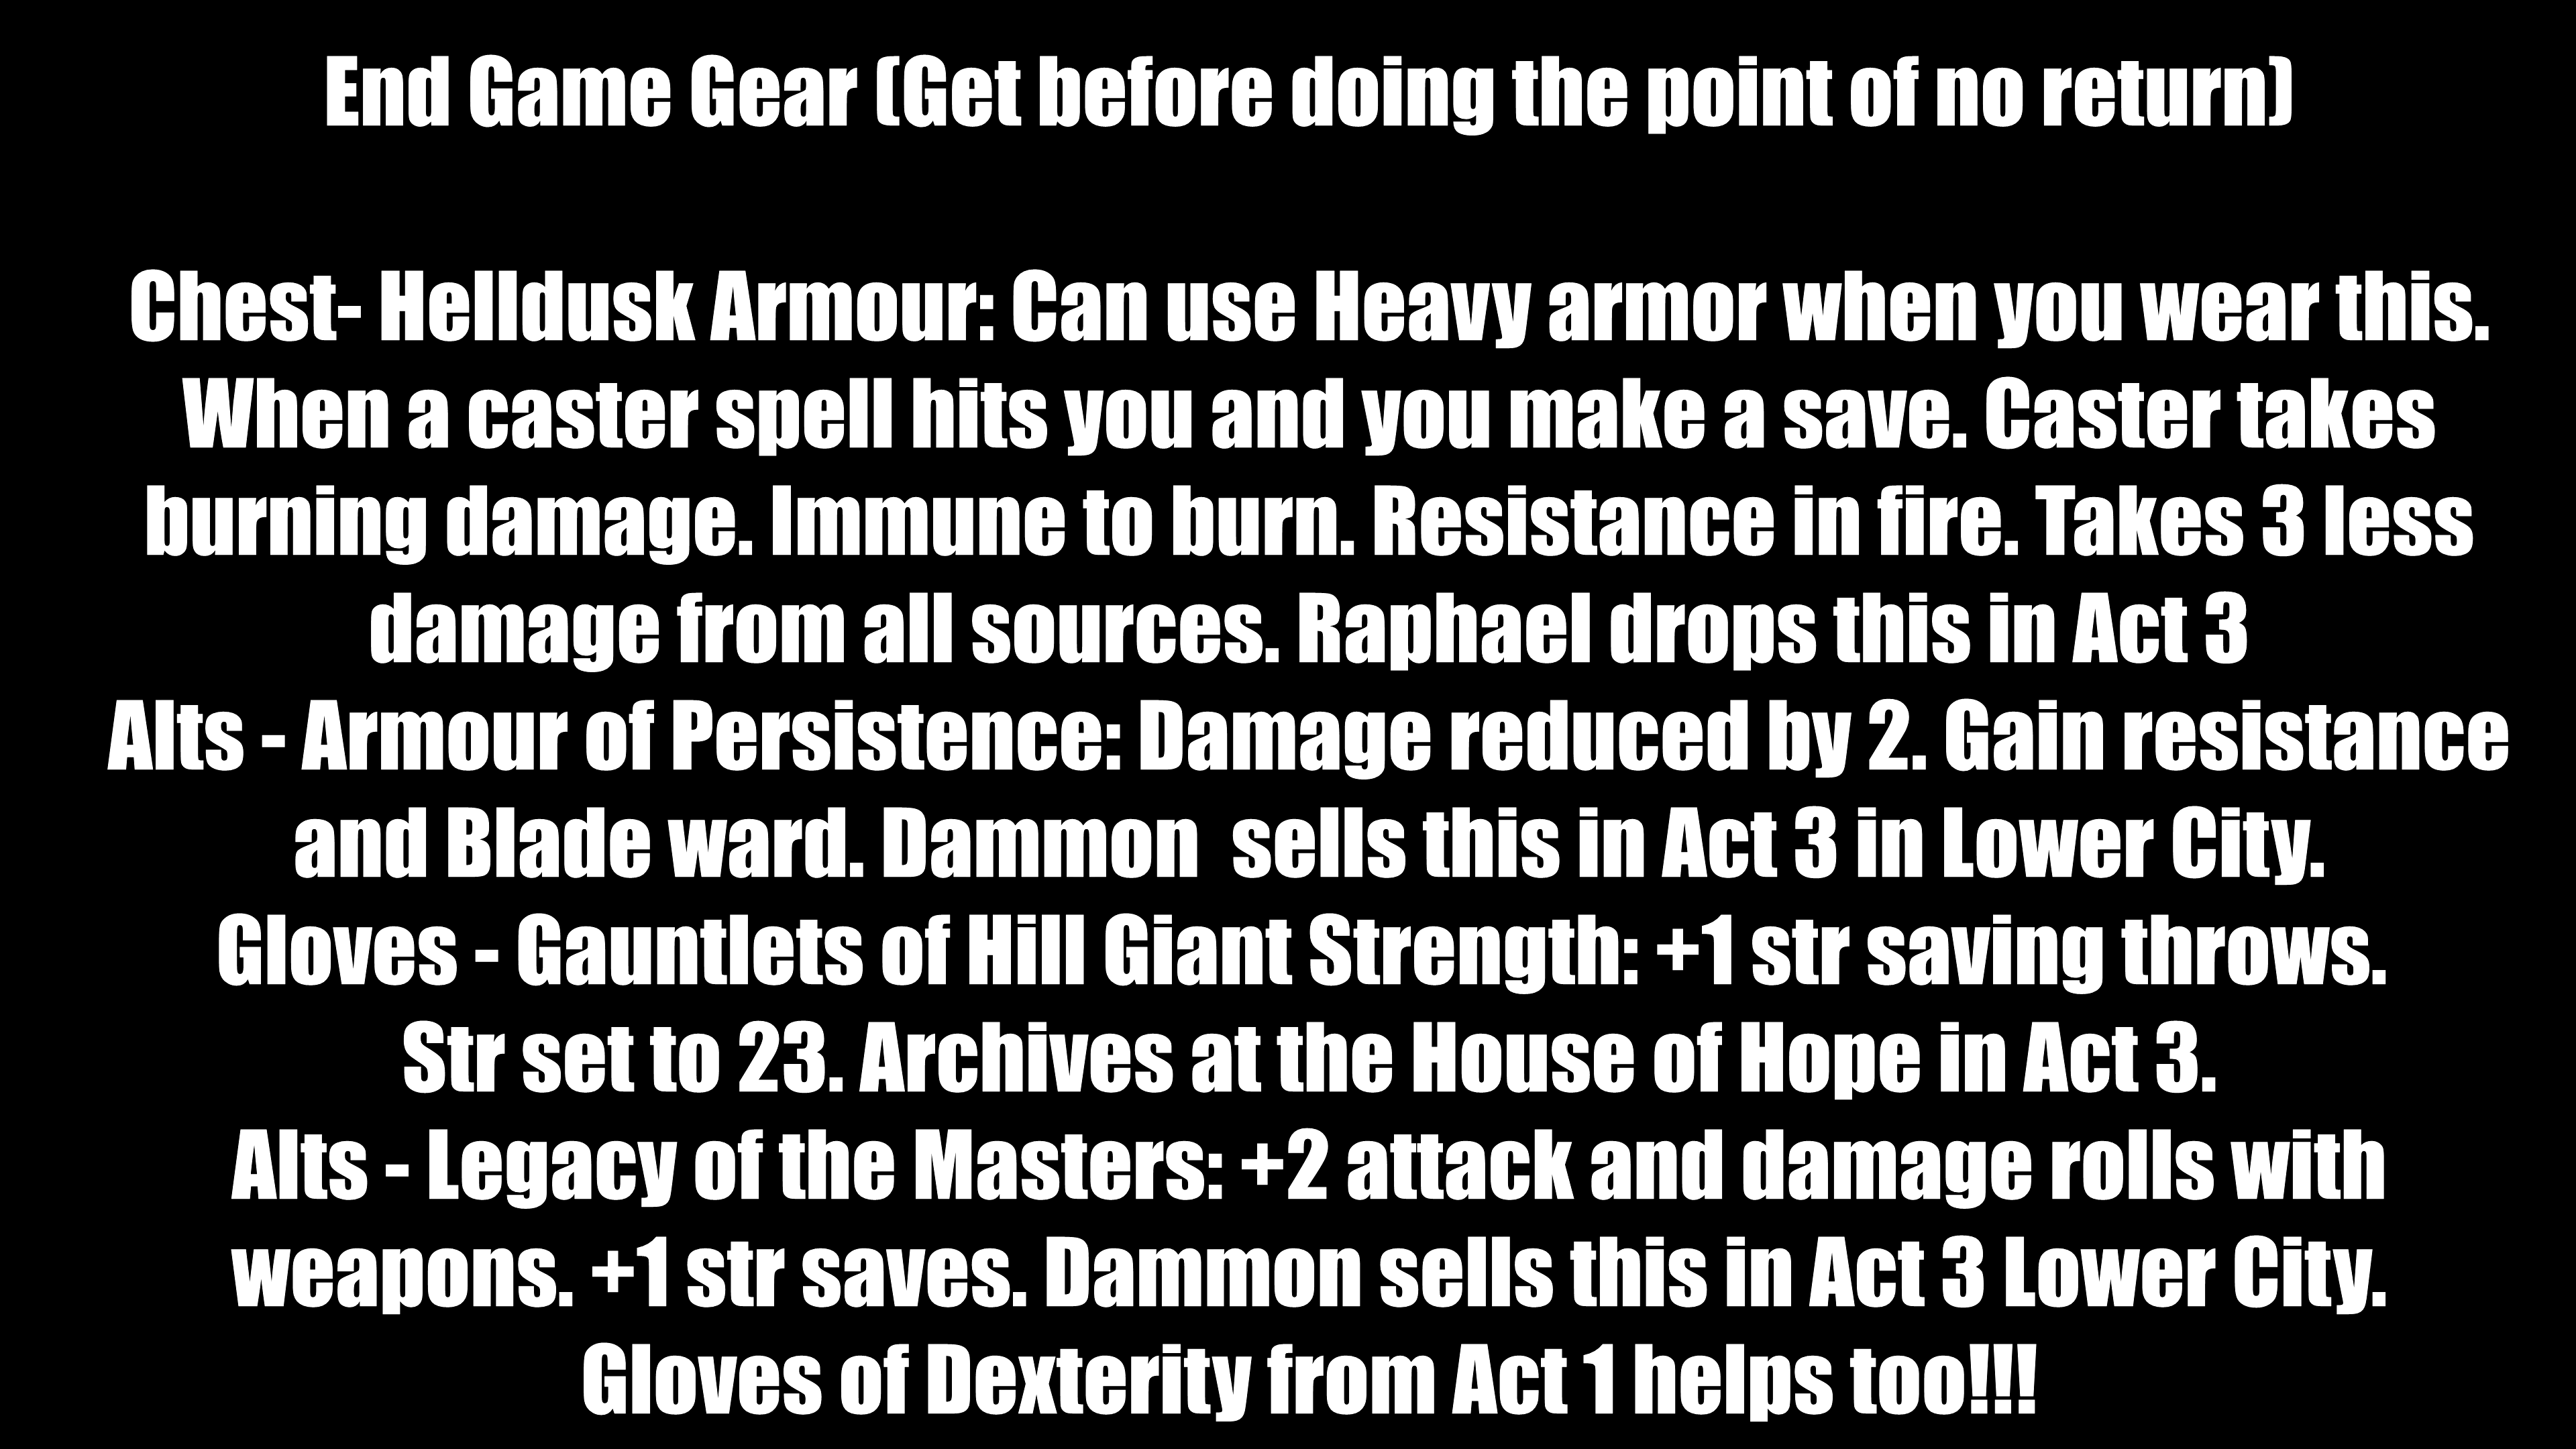 End Game Gear (Get before doing the point of no return)
Chest- Helldusk Armour: Can use Heavy armor when you wear this.
When a caster spell hits you and you make a save. Caster takes
burning damage. Immune to burn. Resistance in fire. Takes 3 less
damage from all sources. Raphael drops this in Act 3
Alts - Armour of Persistence: Damage reduced by 2. Gain resistance
and Blade ward. Dammon  sells this in Act 3 in Lower City.
Gloves - Gauntlets of Hill Giant Strength: +1 str saving throws.
Str set to 23. Archives at the House of Hope in Act 3.
Alts - Legacy of the Masters: +2 attack and damage rolls with
weapons. +1 str saves. Dammon sells this in Act 3 Lower City.
Gloves of Dexterity from Act 1 helps too!!!